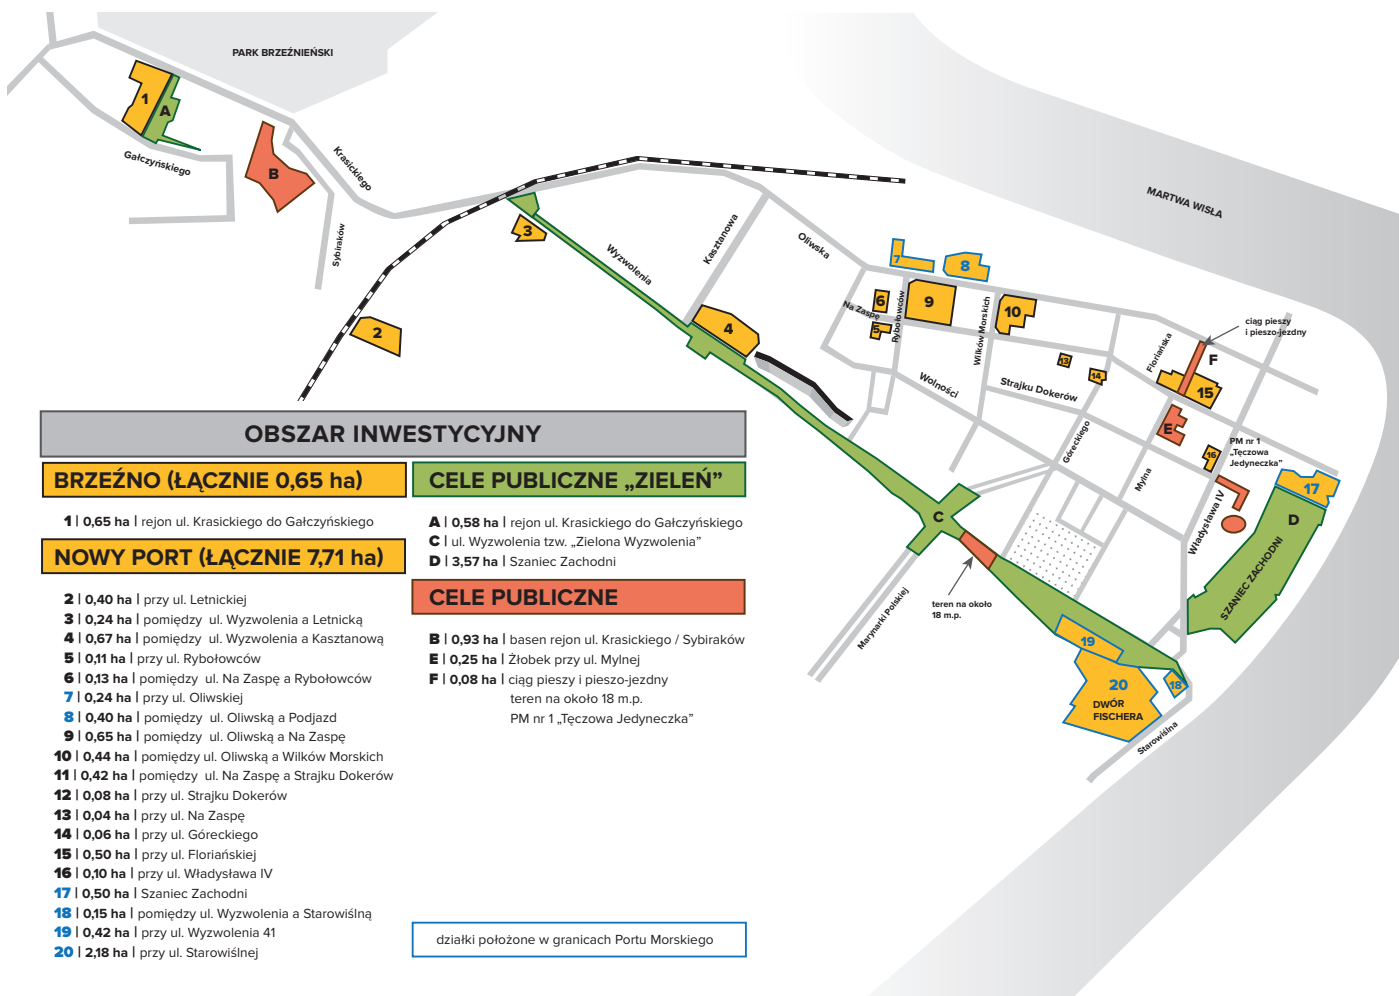 PARK BRZEŹNIEŃSKI
1
A
Gałczyńskiego
B
Krasickiego
Sybiraków
2
3
Wyzwolenia
Kasztanowa
4
Oliwska
MARTWA WISŁA
7
8
Na Zaspę
6
5
Rybołowców
9
Wilków Morskich
10
ciąg pieszy
i pieszo-jezdny
Floriańska
F
13
14
15
Wolności
Strajku Dokerów
E
Góreckiego
16
PM nr 1
„Tęczowa
Jedyneczka”
Mylna
Władysława IV
17
D
SZANIEC ZACHODNI
C
teren na około
18 m.p.
Marynarki Polskiej
19
20
DWÓR
FISCHERA
18
Starowiślna
OBSZAR INWESTYCYJNY
BRZEŹNO (ŁĄCZNIE 0,65 ha)
1 | 0,65 ha | rejon ul. Krasickiego do Gałczyńskiego
NOWY PORT (ŁĄCZNIE 7,71 ha)
2 | 0,40 ha | przy ul. Letnickiej
3 | 0,24 ha | pomiędzy ul. Wyzwolenia a Letnicką
4 | 0,67 ha | pomiędzy ul. Wyzwolenia a Kasztanową
5 | 0,11 ha | przy ul. Rybołowców
6 | 0,13 ha | pomiędzy ul. Na Zaspę a Rybołowców
7 | 0,24 ha | przy ul. Oliwskiej
8 | 0,40 ha | pomiędzy ul. Oliwską a Podjazd
9 | 0,65 ha | pomiędzy ul. Oliwską a Na Zaspę
10 | 0,44 ha | pomiędzy ul. Oliwską a Wilków Morskich
11 | 0,42 ha | pomiędzy ul. Na Zaspę a Strajku Dokerów
12 | 0,08 ha | przy ul. Strajku Dokerów
13 | 0,04 ha | przy ul. Na Zaspę
14 | 0,06 ha | przy ul. Góreckiego
15 | 0,50 ha | przy ul. Floriańskiej
16 | 0,10 ha | przy ul. Władysława IV
17 | 0,50 ha | Szaniec Zachodni
18 | 0,15 ha | pomiędzy ul. Wyzwolenia a Starowiślną
19 | 0,42 ha | przy ul. Wyzwolenia 41
20 | 2,18 ha | przy ul. Starowiślnej
CELE PUBLICZNE „ZIELEŃ”
A | 0,58 ha | rejon ul. Krasickiego do Gałczyńskiego
C | ul. Wyzwolenia tzw. „Zielona Wyzwolenia”
D | 3,57 ha | Szaniec Zachodni
CELE PUBLICZNE
B | 0,93 ha | basen rejon ul. Krasickiego / Sybiraków
E | 0,25 ha | Żłobek przy ul. Mylnej
F | 0,08 ha | ciąg pieszy i pieszo-jezdny
teren na około 18 m.p.
PM nr 1 „Tęczowa Jedyneczka”
działki położone w granicach Portu Morskiego